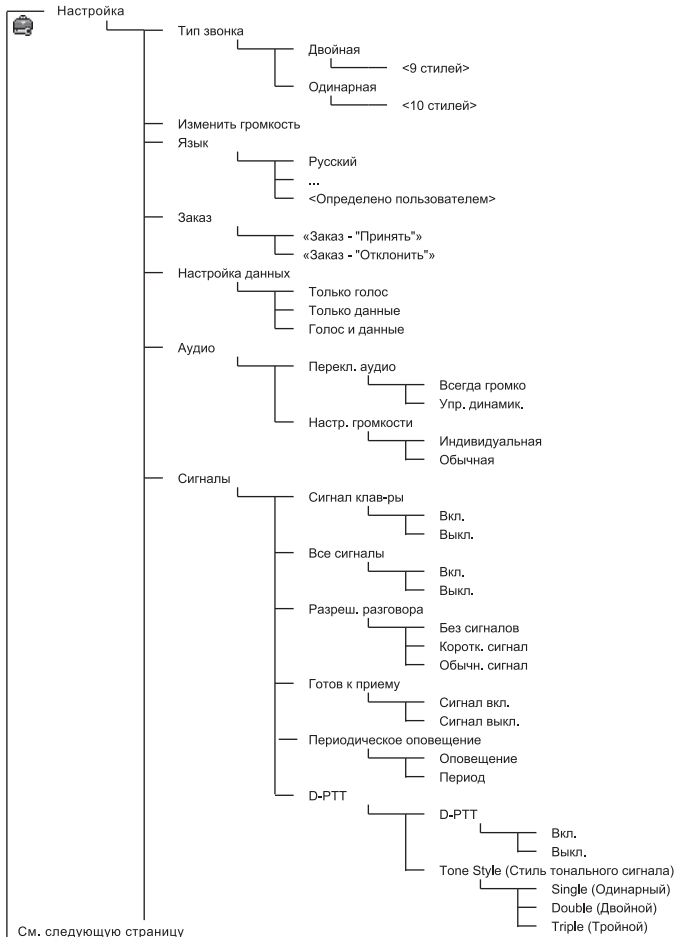 Настройка
Тип звонка
Двойная
<9 стилей>
Одинарная
<10 стилей>
Изменить громкость
Язык
Русский
...
<Определено пользователем>
Заказ
«Заказ - "Принять"»
«Заказ - "Отклонить"»
Настройка данных
Только голос
Только данные
Голос и данные
Аудио
Перекл. аудио
Всегда громко
Упр. динамик.
Настр. громкости
Индивидуальная
Обычная
Сигналы
Сигнал клав-ры
Вкл.
Выкл.
Все сигналы
Вкл.
Выкл.
Разреш. разговора
Без сигналов
Коротк. сигнал
Обычн. сигнал
Готов к приему
Сигнал вкл.
Сигнал выкл.
Периодическое оповещение
Оповещение
Период
D-PTT
D-PTT
Вкл.
Выкл.
Tone Style (Стиль тонального сигнала)
Single (Одинарный)
Double (Двойной)
Triple (Тройной)
См. следующую страницу